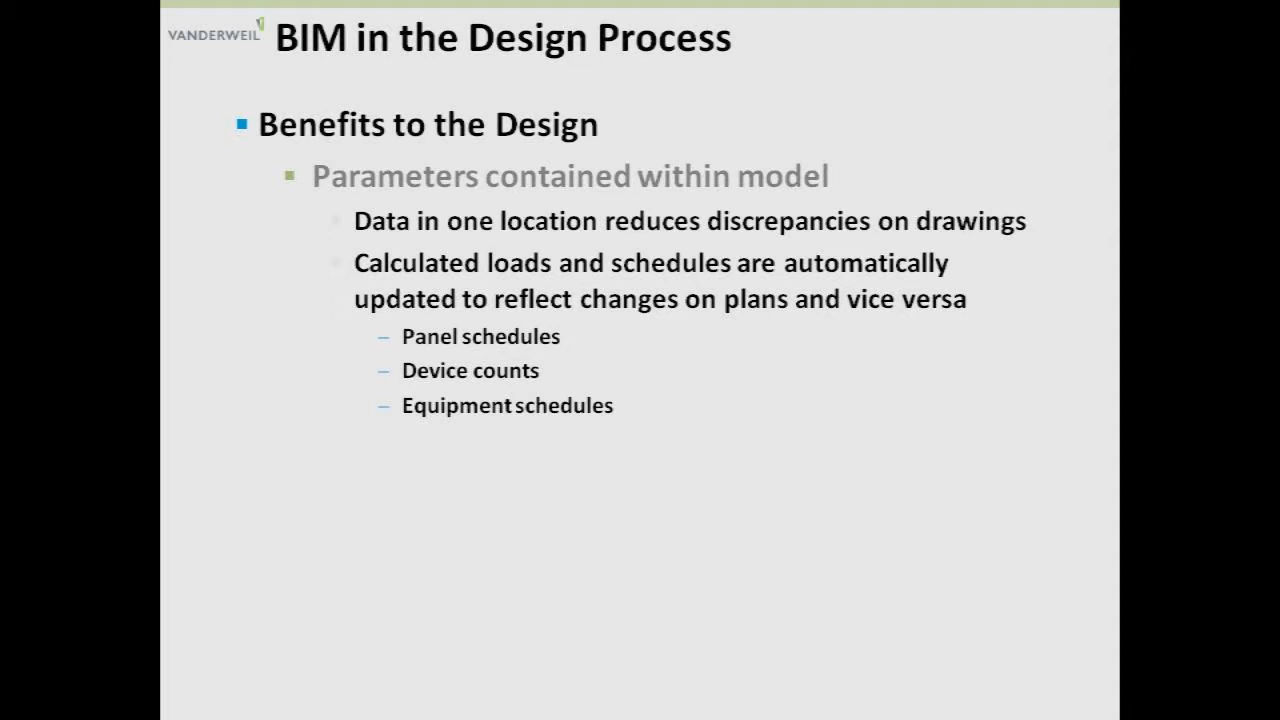 VANDERWEIL
BIM in the Design Process
Benefits to the Design
Parameters contained within model
Data in one location reduces discrepancies on drawings
Calculated loads and schedules are automatically
updated to reflect changes on plans and vice versa
– Panel schedules
– Device counts
– Equipment schedules